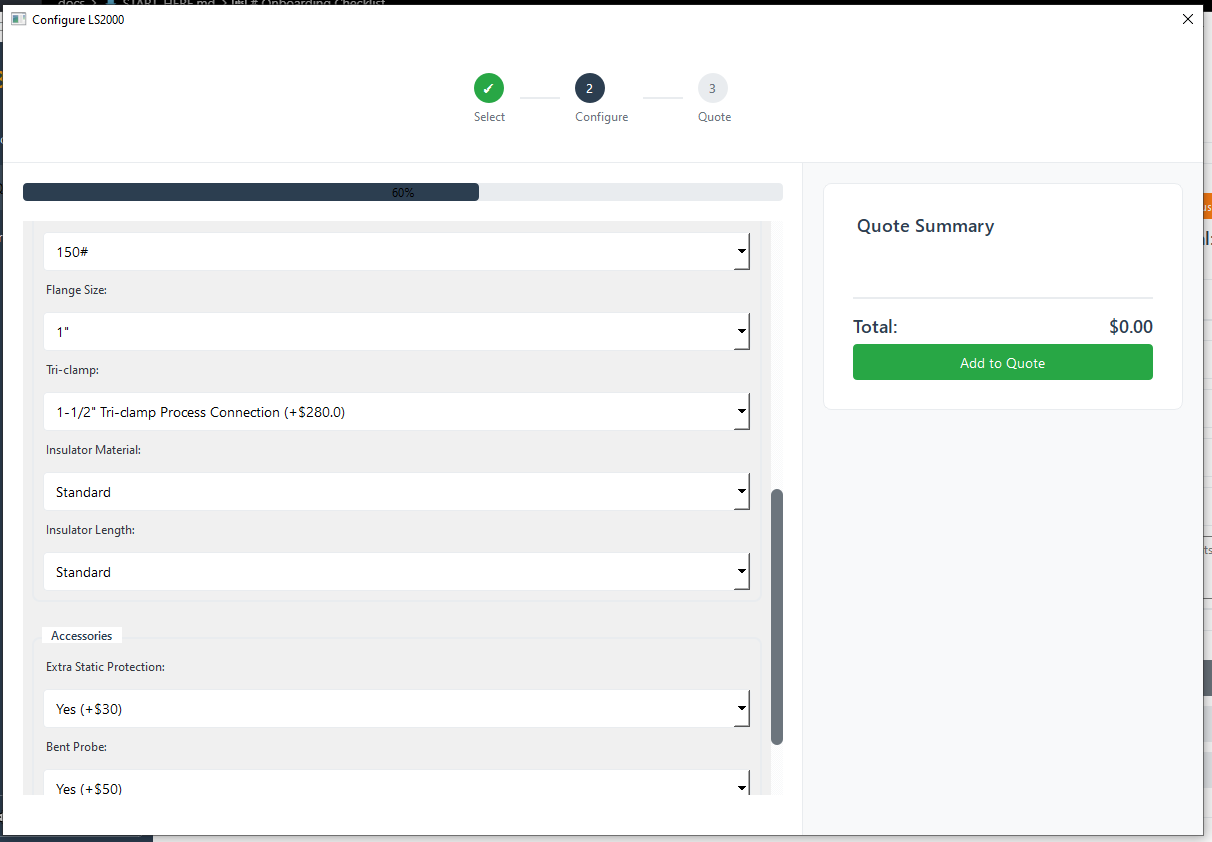 Configure LS2000
✓
2
3
Select
Configure
Quote
60%
150#
Flange Size:
1"
Tri-clamp:
1-1/2" Tri-clamp Process Connection (+$280.0)
Insulator Material:
Standard
Insulator Length:
Standard
Accessories
Extra Static Protection:
Yes (+$30)
Bent Probe:
Yes (+$50)
Quote Summary
Total:
$0.00
Add to Quote